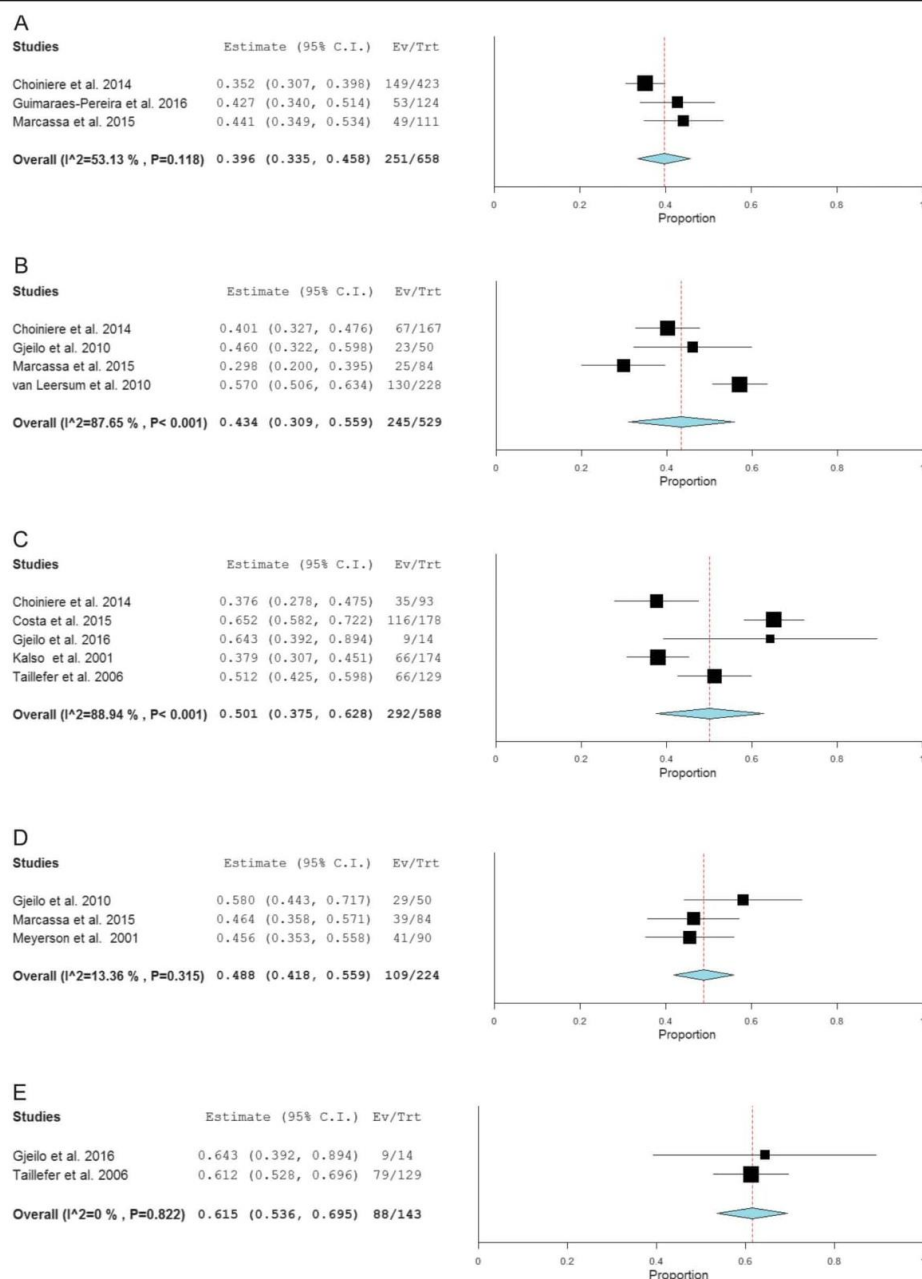 A
Studies Estimate (95% C.I.) Ev/Trt
Choiniere et al. 2014 0.352 (0.307, 0.398) 149/423
Guimaraes-Pereira et al. 2016 0.427 (0.340, 0.514) 53/124
Marcassa et al. 2015 0.441 (0.349, 0.534) 49/111
Overall (I^2=53.13 % , P=0.118) 0.396 (0.335, 0.458) 251/658
0 0.2 0.4 0.6 0.8 1
Proportion
B
Studies Estimate (95% C.I.) Ev/Trt
Choiniere et al. 2014 0.401 (0.327, 0.476) 67/167
Gjeilo et al. 2010 0.460 (0.322, 0.598) 23/50
Marcassa et al. 2015 0.298 (0.200, 0.395) 25/84
van Leersum et al. 2010 0.570 (0.506, 0.634) 130/228
Overall (I^2=87.65 % , P< 0.001) 0.434 (0.309, 0.559) 245/529
0 0.2 0.4 0.6 0.8 1
Proportion
C
Studies Estimate (95% C.I.) Ev/Trt
Choiniere et al. 2014 0.376 (0.278, 0.475) 35/93
Costa et al. 2015 0.652 (0.582, 0.722) 116/178
Gjeilo et al. 2016 0.643 (0.392, 0.894) 9/14
Kalso et al. 2001 0.379 (0.307, 0.451) 66/174
Taillefer et al. 2006 0.512 (0.425, 0.598) 66/129
Overall (I^2=88.94 % , P< 0.001) 0.501 (0.375, 0.628) 292/588
0 0.2 0.4 0.6 0.8 1
Proportion
D
Studies Estimate (95% C.I.) Ev/Trt
Gjeilo et al. 2010 0.580 (0.443, 0.717) 29/50
Marcassa et al. 2015 0.464 (0.358, 0.571) 39/84
Meyerson et al. 2001 0.456 (0.353, 0.558) 41/90
Overall (I^2=13.36 % , P=0.315) 0.488 (0.418, 0.559) 109/224
0 0.2 0.4 0.6 0.8
Proportion
E
Studies Estimate (95% C.I.) Ev/Trt
Gjeilo et al. 2016 0.643 (0.392, 0.894) 9/14
Taillefer et al. 2006 0.612 (0.528, 0.696) 79/129
Overall (I^2=0 % , P=0.822) 0.615 (0.536, 0.695) 88/143
0 0.4 0.6 0.8
Proportion